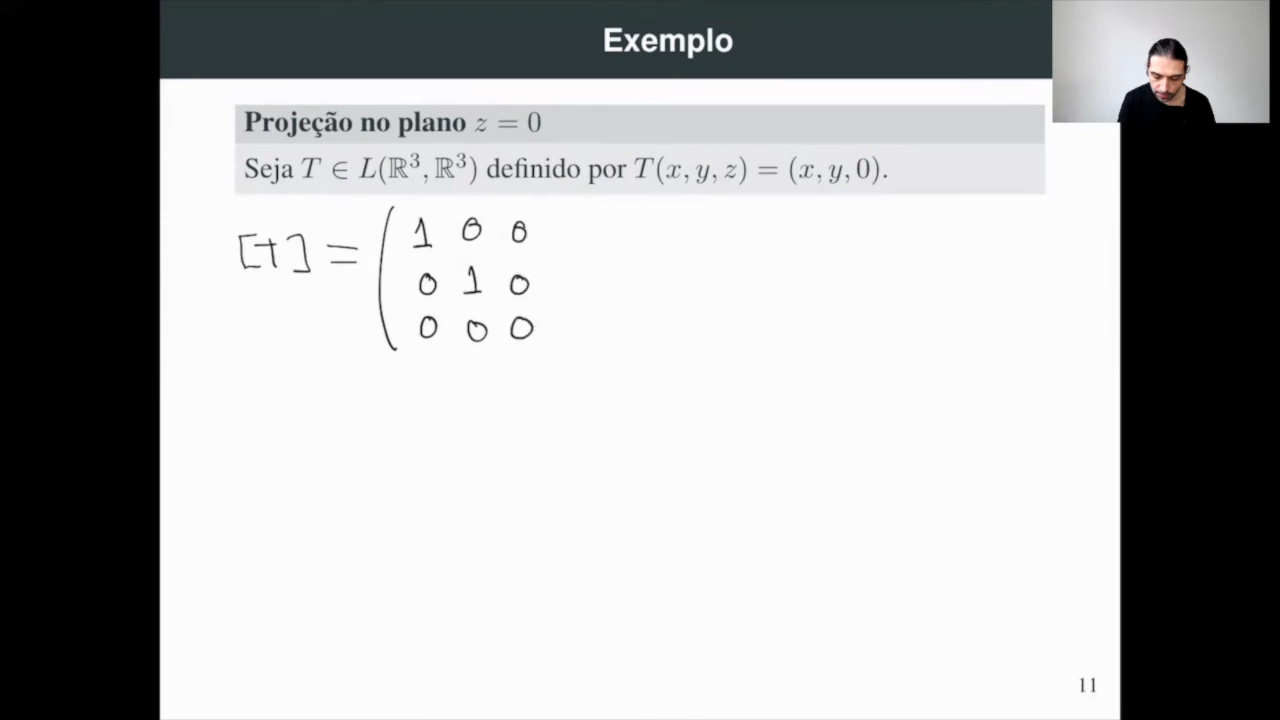 Exemplo
Projeção no plano z = 0
Seja T ∈ L(ℝ³, ℝ³) definido por T(x, y, z) = (x, y, 0).
[T] = ( 1 0 0
0 1 0
0 0 0
11